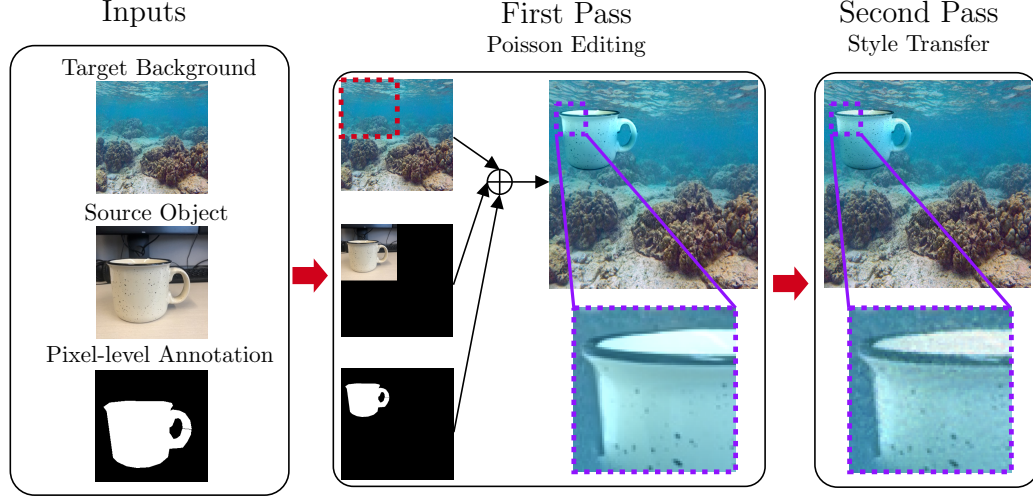 Inputs
Target Background
Source Object
Pixel-level Annotation
First Pass
Poisson Editing
Second Pass
Style Transfer